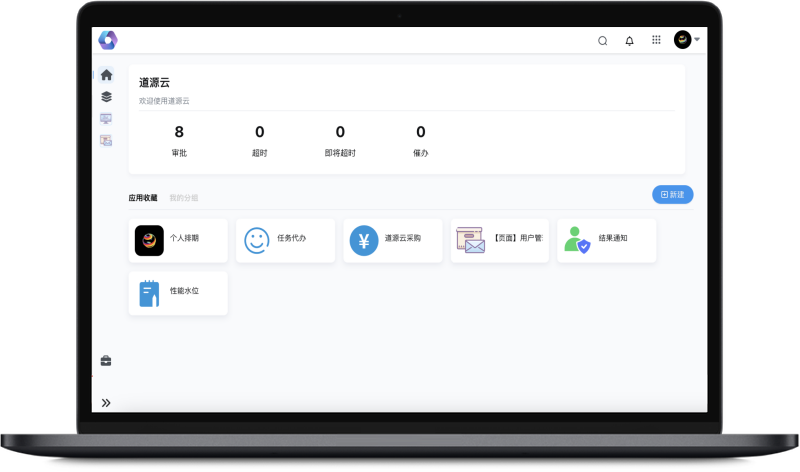 道源云
欢迎使用道源云
8 0 0 0
审批 超时 即将超时 催办
应用收藏 我的分组 新建
个人排期 任务代办 道源云采购 【页面】用户管 结果通知
性能水位